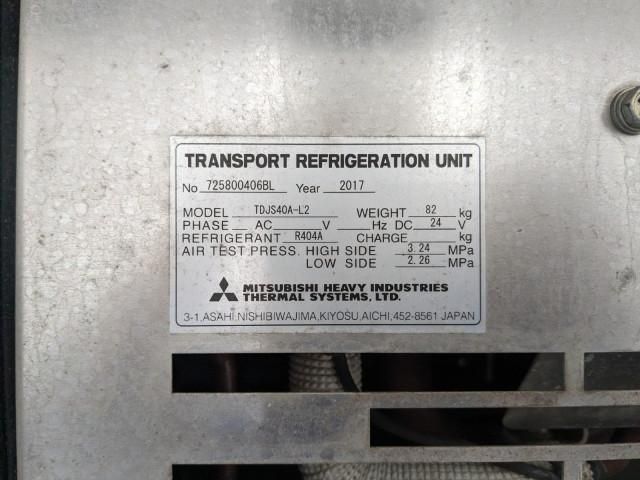 TRANSPORT REFRIGERATION UNIT
No 725800406BL Year 2017
MODEL TDJS40A-L2 WEIGHT 82 kg
PHASE AC V Hz DC 24 V
REFRIGERANT R404A CHARGE kg
AIR TEST PRESS. HIGH SIDE 3.24 MPa
LOW SIDE 2.26 MPa
MITSUBISHI HEAVY INDUSTRIES
THERMAL SYSTEMS, LTD.
3-1,ASAHI,NISHIBIWAJIMA,KIYOSU,AICHI,452-8561 JAPAN